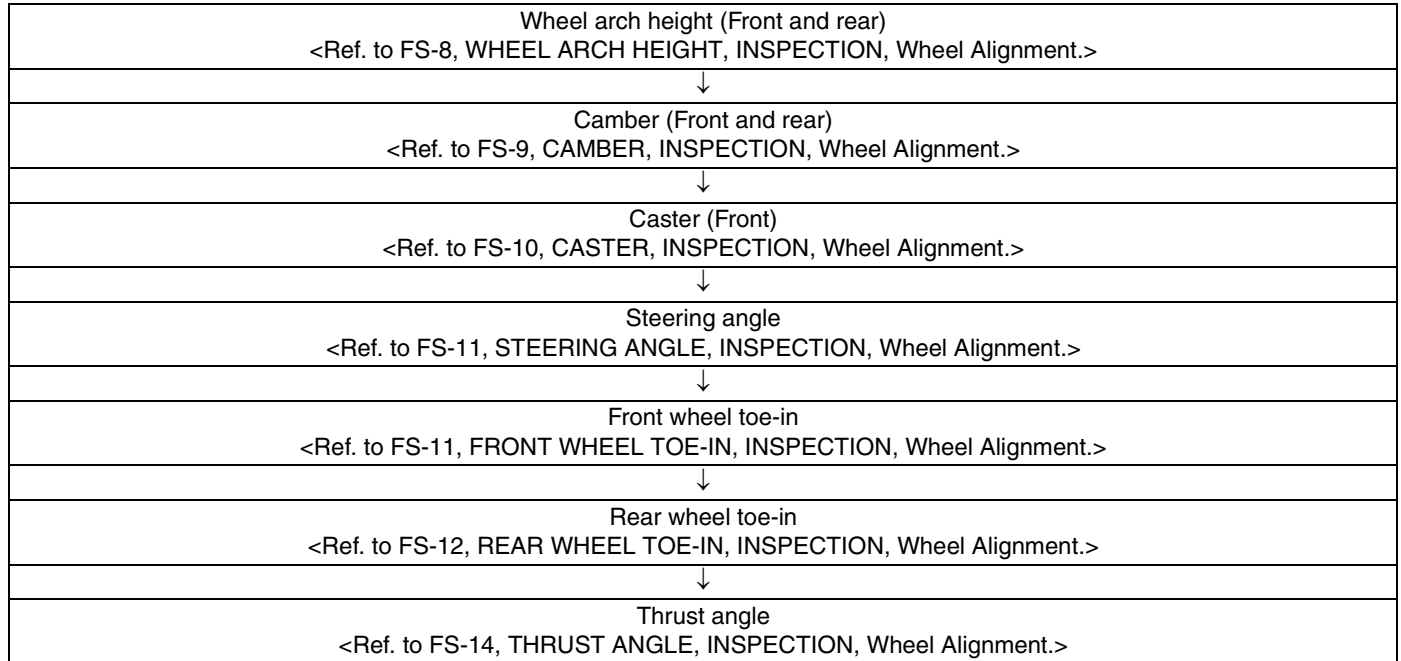 Wheel arch height (Front and rear)
<Ref. to FS-8, WHEEL ARCH HEIGHT, INSPECTION, Wheel Alignment.>
↓
Camber (Front and rear)
<Ref. to FS-9, CAMBER, INSPECTION, Wheel Alignment.>
↓
Caster (Front)
<Ref. to FS-10, CASTER, INSPECTION, Wheel Alignment.>
↓
Steering angle
<Ref. to FS-11, STEERING ANGLE, INSPECTION, Wheel Alignment.>
↓
Front wheel toe-in
<Ref. to FS-11, FRONT WHEEL TOE-IN, INSPECTION, Wheel Alignment.>
↓
Rear wheel toe-in
<Ref. to FS-12, REAR WHEEL TOE-IN, INSPECTION, Wheel Alignment.>
↓
Thrust angle
<Ref. to FS-14, THRUST ANGLE, INSPECTION, Wheel Alignment.>